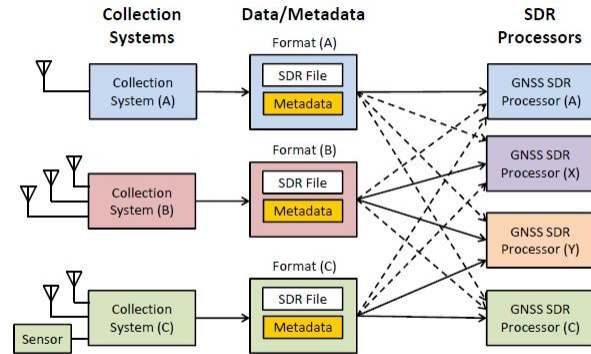 Collection
Systems
Data/Metadata
SDR
Processors
Format (A)
Collection
System (A)
SDR File
Metadata
GNSS SDR
Processor (A)
Format (B)
Collection
System (B)
SDR File
Metadata
GNSS SDR
Processor (X)
GNSS SDR
Processor (Y)
Format (C)
Sensor
Collection
System (C)
SDR File
Metadata
GNSS SDR
Processor (C)